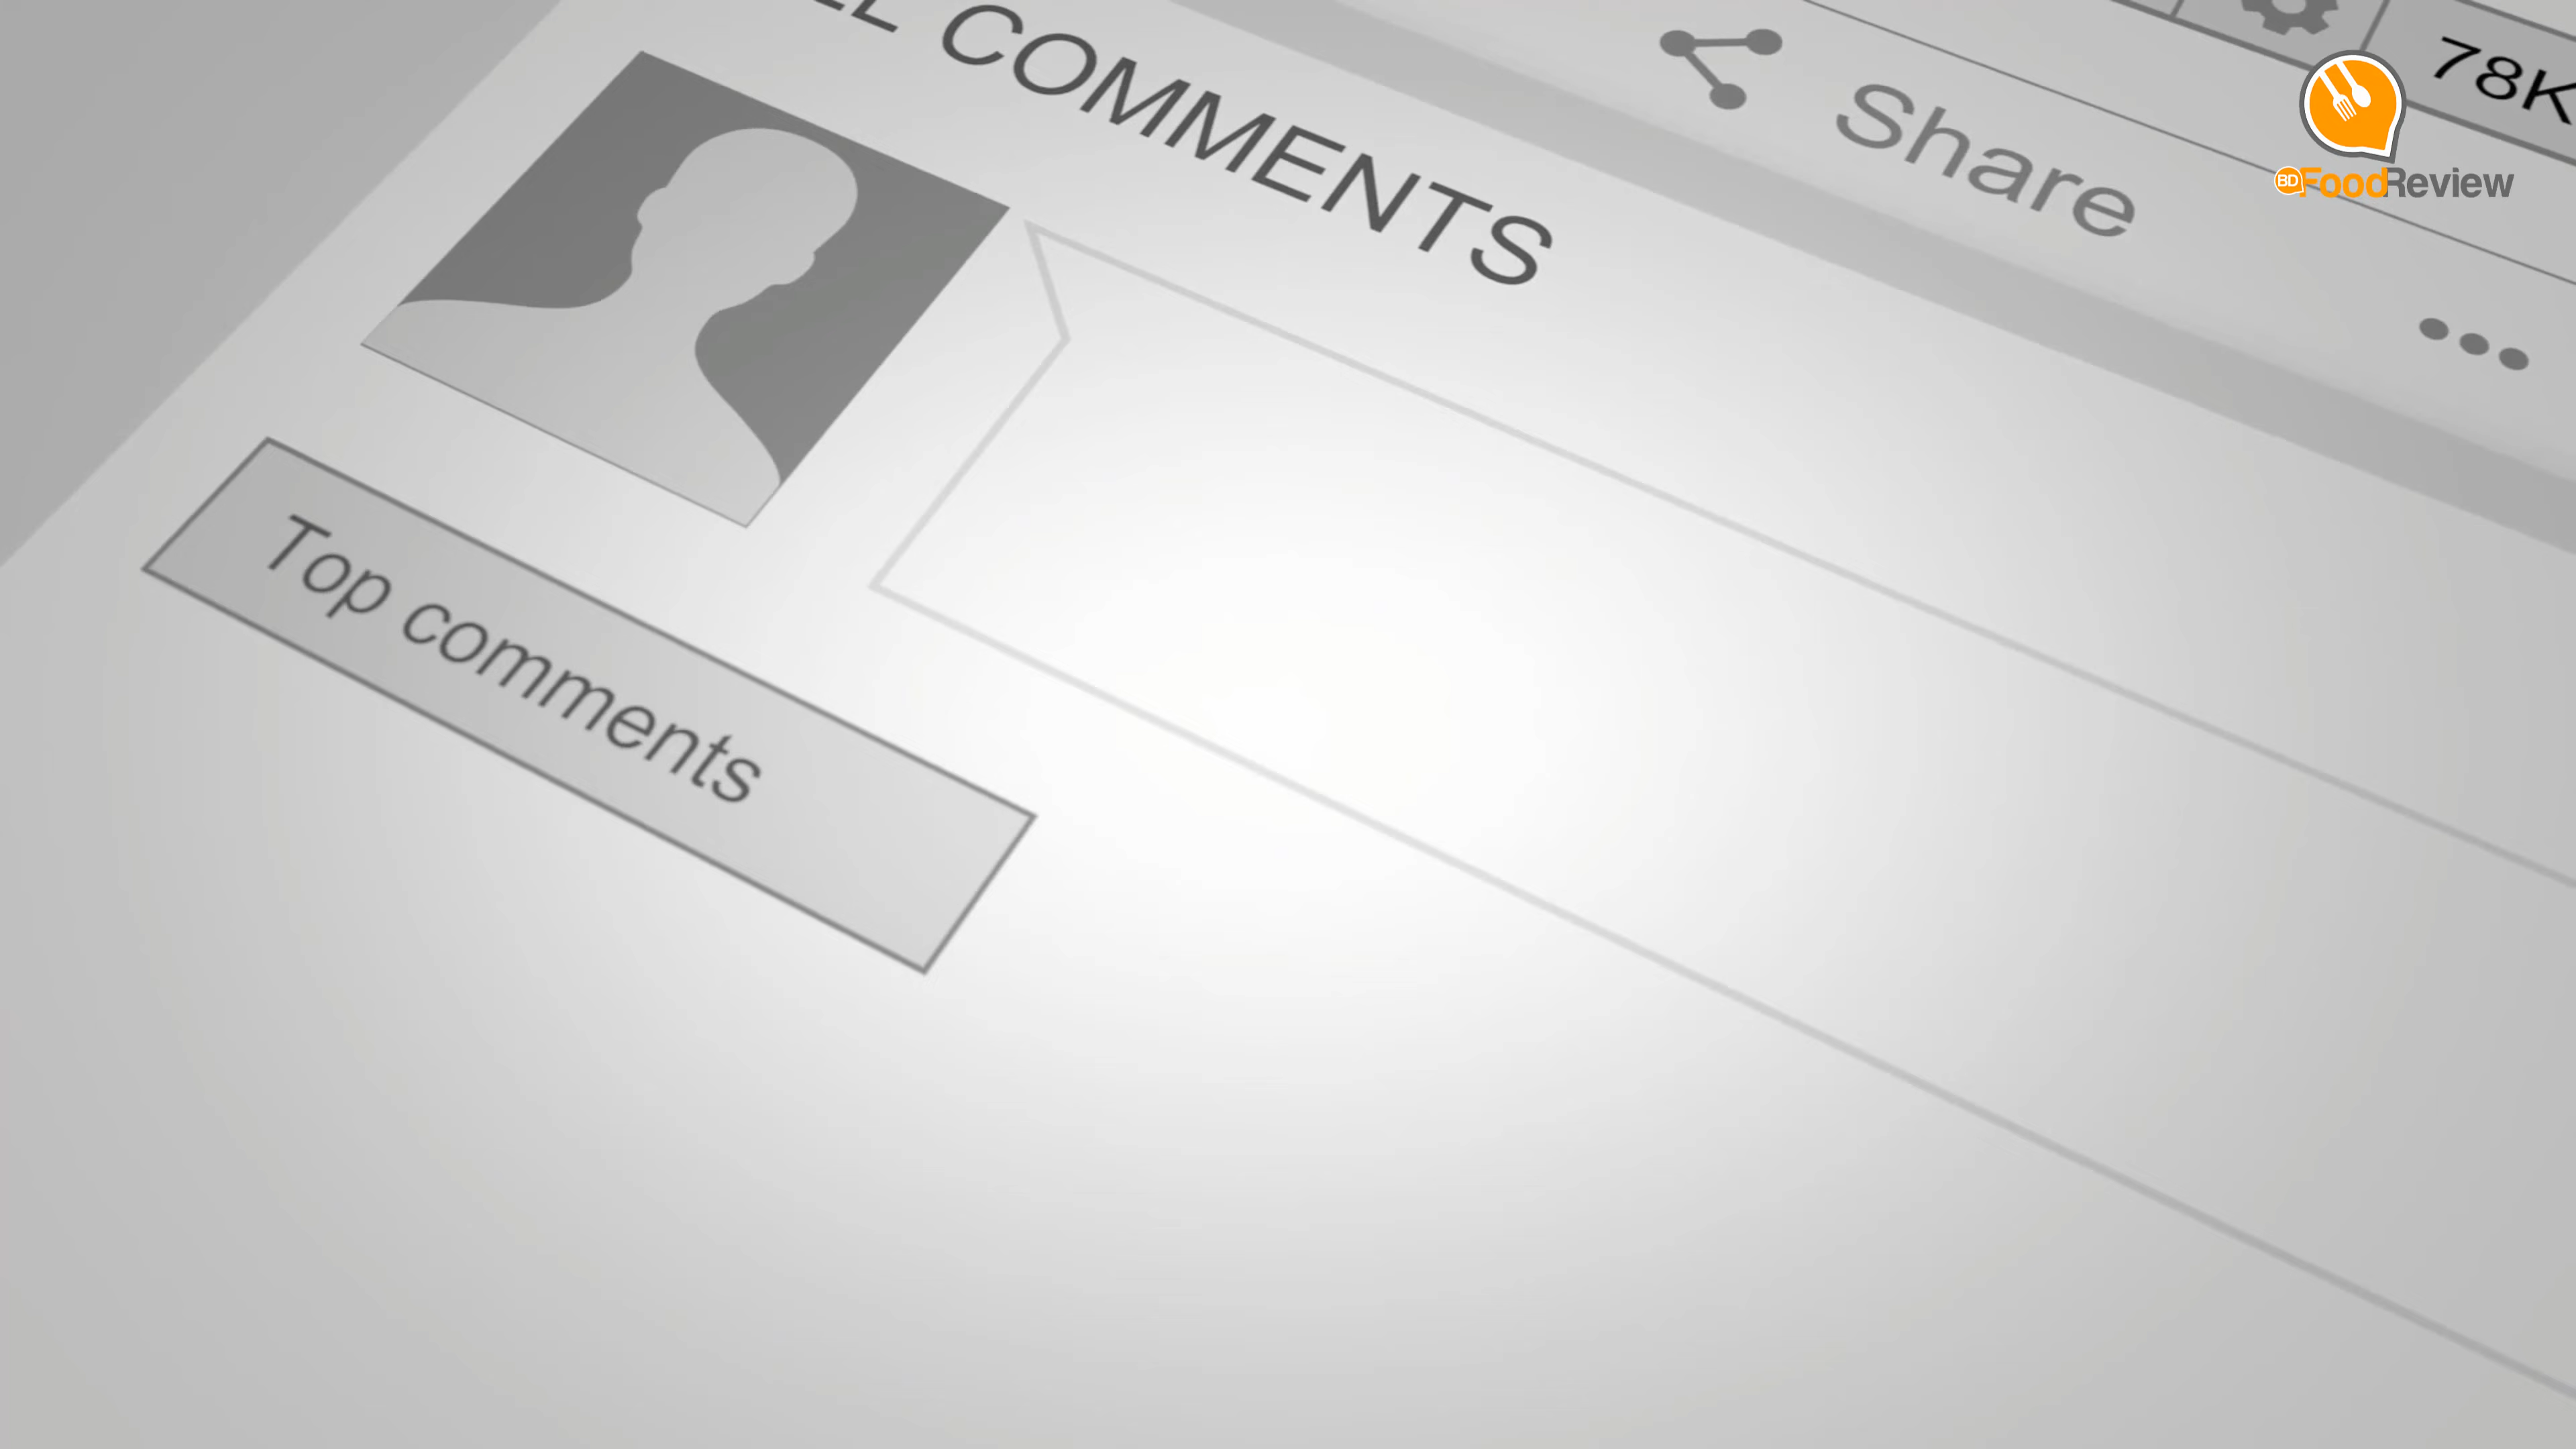 78K
Share
BD FoodReview
COMMENTS
Top comments